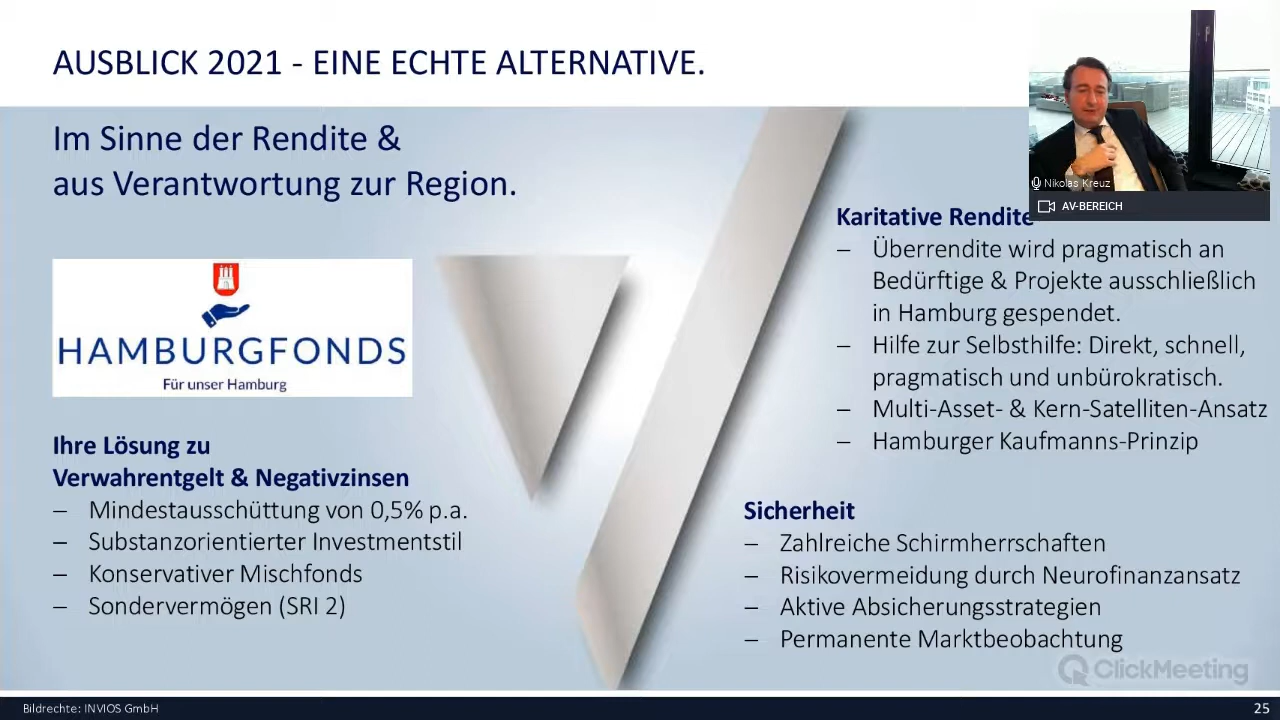 AUSBLICK 2021 - EINE ECHTE ALTERNATIVE.
Im Sinne der Rendite &
aus Verantwortung zur Region.
HAMBURGFONDS
Für unser Hamburg
Ihre Lösung zu
Verwahrentgelt & Negativzinsen
– Mindestausschüttung von 0,5% p.a.
– Substanzorientierter Investmentstil
– Konservativer Mischfonds
– Sondervermögen (SRI 2)
Nikolas Kreuz
AV-BEREICH
Karitative Rendite
– Überrendite wird pragmatisch an
Bedürftige & Projekte ausschließlich
in Hamburg gespendet.
– Hilfe zur Selbsthilfe: Direkt, schnell,
pragmatisch und unbürokratisch.
– Multi-Asset- & Kern-Satelliten-Ansatz
– Hamburger Kaufmanns-Prinzip
Sicherheit
– Zahlreiche Schirmherrschaften
– Risikovermeidung durch Neurofinanzansatz
– Aktive Absicherungsstrategien
– Permanente Marktbeobachtung
ClickMeeting
Bildrechte: INVIOS GmbH
25